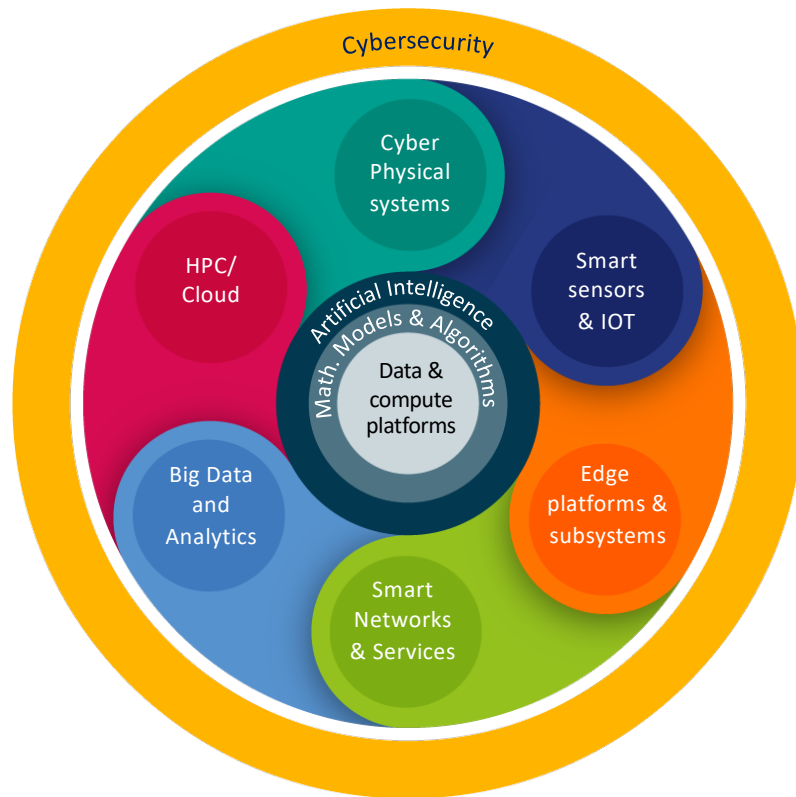 Cybersecurity
Cyber
Physical
systems
HPC/
Cloud
Smart
sensors
& IOT
Artificial Intelligence
Math. Models & Algorithms
Data &
compute
platforms
Big Data
and
Analytics
Edge
platforms &
subsystems
Smart
Networks
& Services